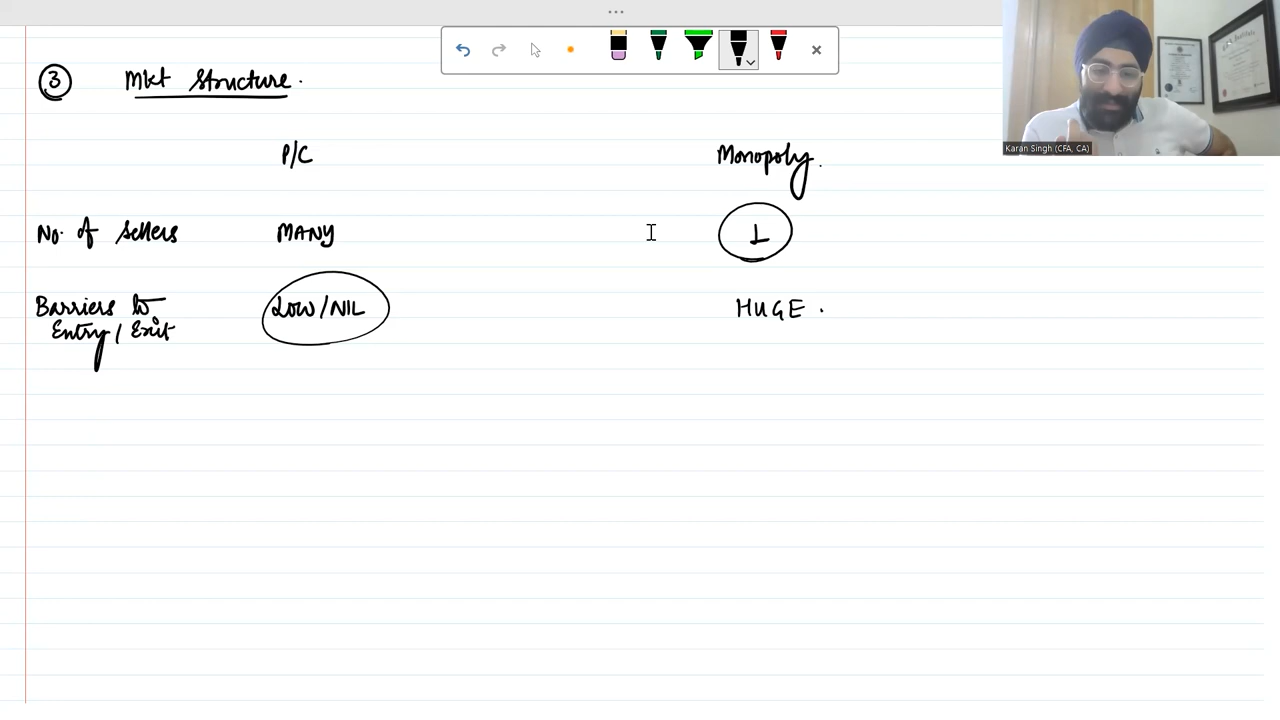 3 Mkt Structure.
P/C Monopoly.
No. of Sellers MANY 1
Barriers to Low/NIL HUGE.
Entry/Exit
Karan Singh (CFA, CA)